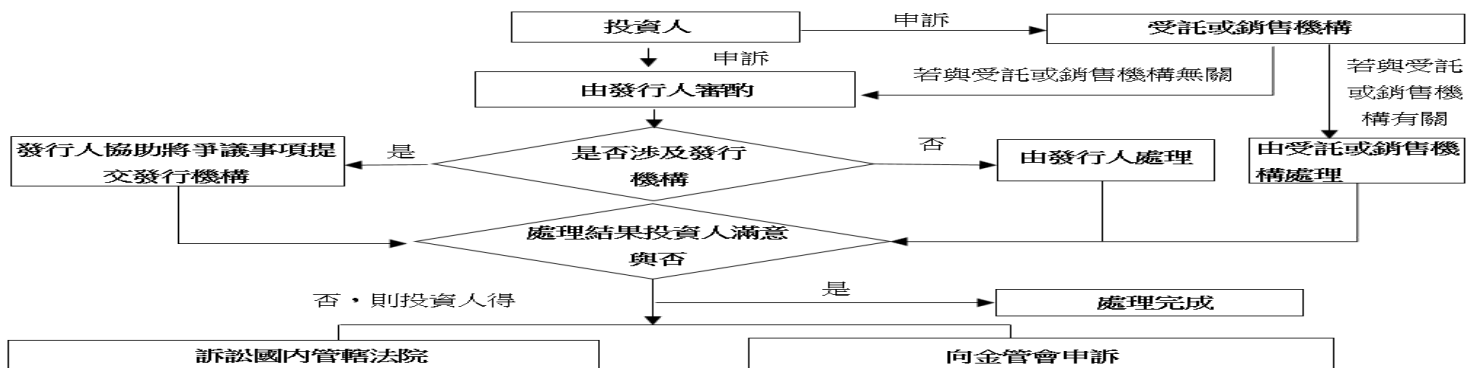 投資人
申訴
受託或銷售機構
申訴
若與受託或銷售機構無關
若與受託
或銷售機
構有關
由發行人審酌
發行人協助將爭議事項提
交發行機構
是
是否涉及發行
機構
否
由發行人處理
由受託或銷售機
構處理
處理結果投資人滿意
與否
否，則投資人得
是
處理完成
訴訟國內管轄法院
向金管會申訴